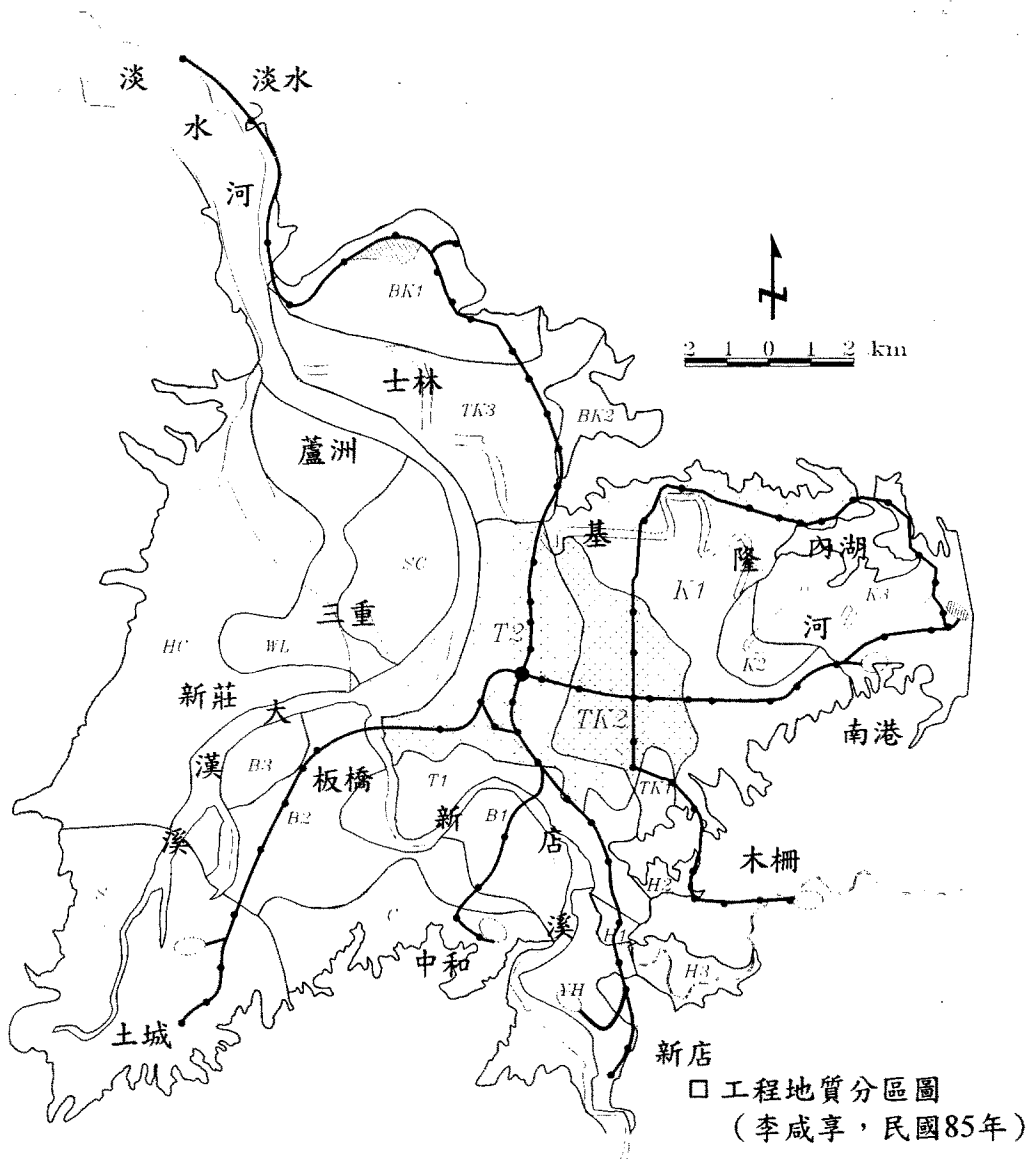 淡 淡水
水
河
BK1
2 1 0 1 2 km
士林
TK3
BK2
蘆洲
基
內湖
隆
SC
K1
K3
三重
T2
河
HC
WL
K2
新莊
大
TK2
南港
漢
B3
板橋
T1
TK1
B2
新
B1
溪
店
木柵
H2
S
C
溪
H1
中和
H3
YH
土城
新店
□ 工程地質分區圖
(李咸享，民國85年)